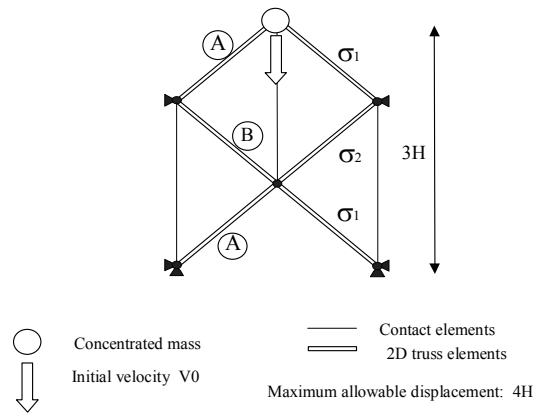 A
σ1
B
σ2
3H
A
σ1
Concentrated mass
Contact elements
2D truss elements
Initial velocity V0
Maximum allowable displacement: 4H